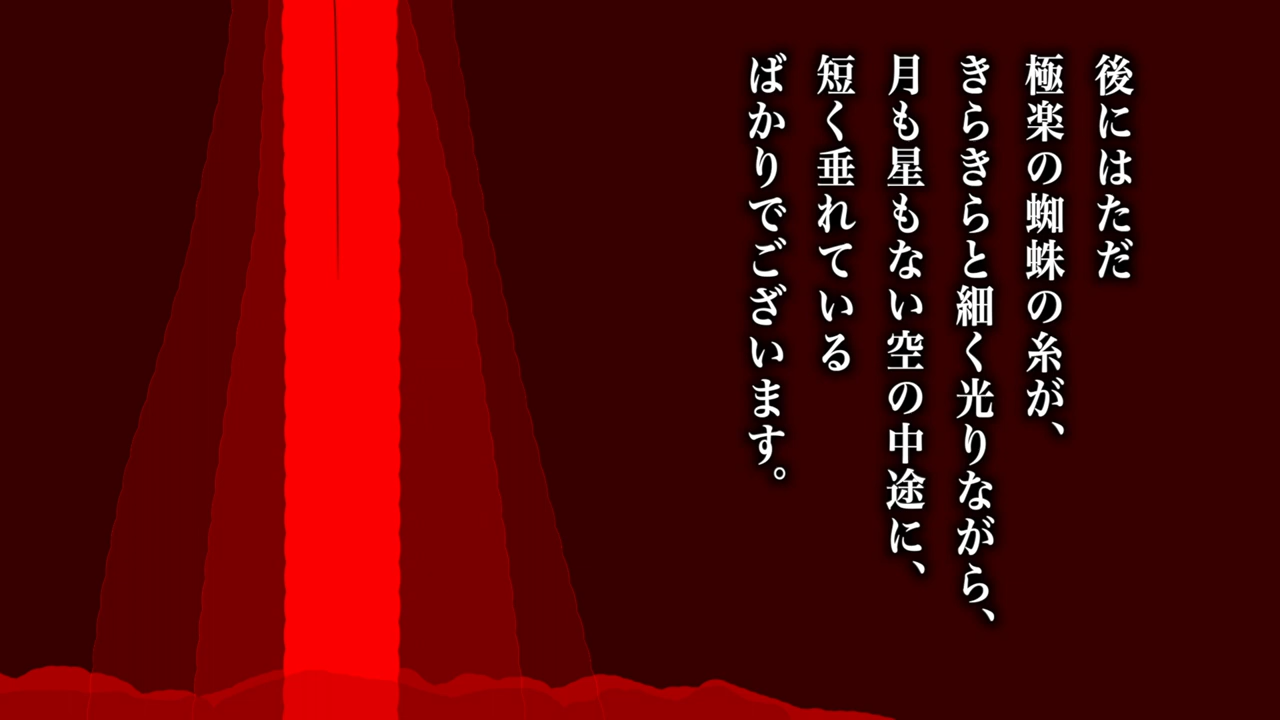 後にはただ
極楽の蜘蛛の糸が、
きらきらと細く光りながら、
月も星もない空の中途に、
短く垂れている
ばかりでございます。